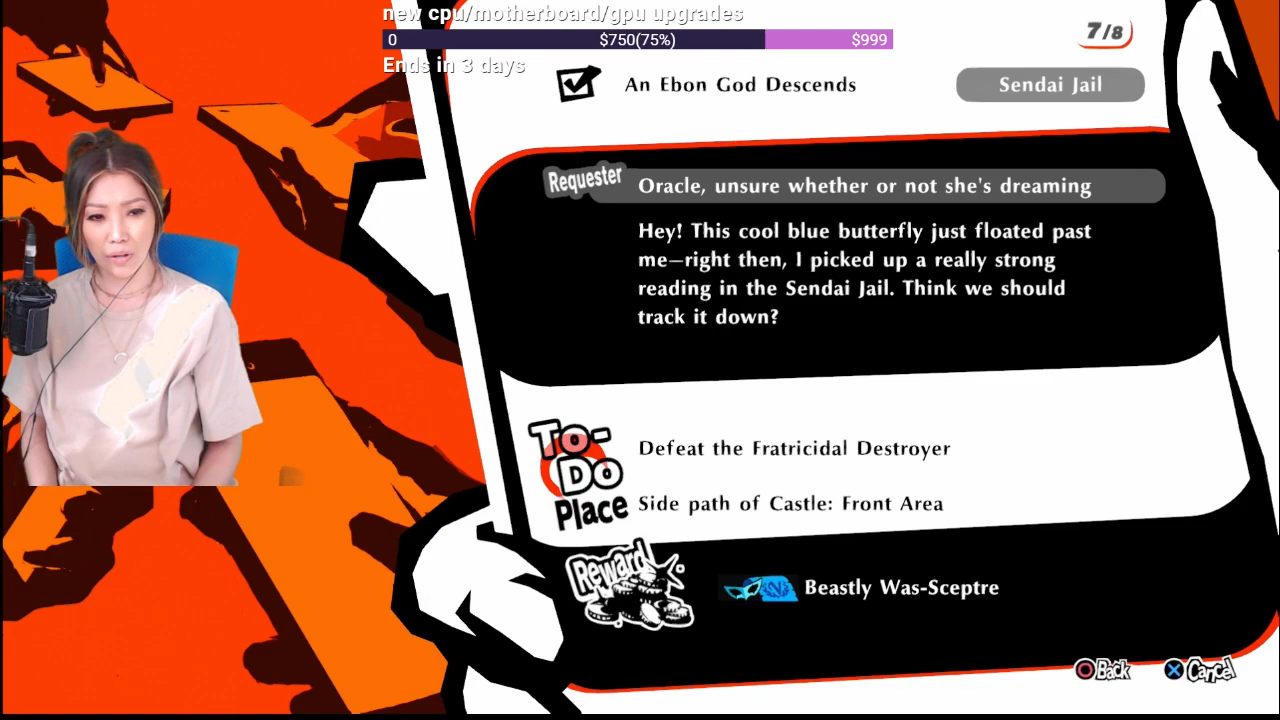 new cpu/motherboard/gpu upgrades
0 $750(75%) $999
Ends in 3 days
7/8
An Ebon God Descends
Sendai Jail
Requester
Oracle, unsure whether or not she's dreaming
Hey! This cool blue butterfly just floated past
me—right then, I picked up a really strong
reading in the Sendai Jail. Think we should
track it down?
To-Do
Defeat the Fratricidal Destroyer
Place
Side path of Castle: Front Area
Reward
Beastly Was-Sceptre
Back
Cancel